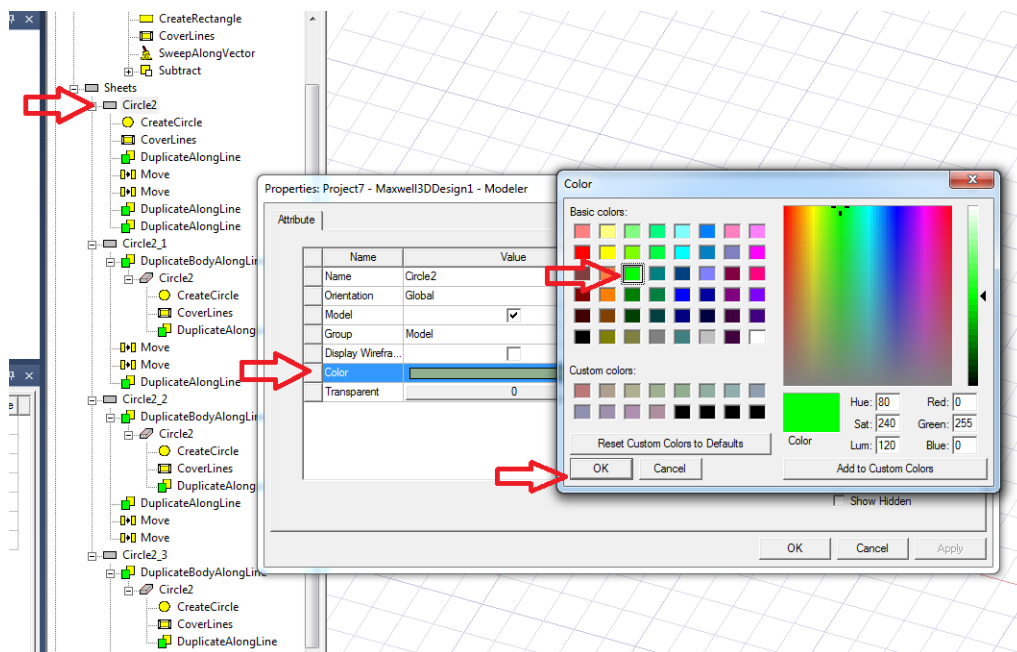 CreateRectangle
CoverLines
SweepAlongVector
Subtract
Sheets
Circle2
CreateCircle
CoverLines
DuplicateAlongLine
Move
Move
DuplicateAlongLine
DuplicateAlongLine
Circle2_1
DuplicateBodyAlongLin
Circle2
CreateCircle
CoverLines
DuplicateAlong
Move
Move
DuplicateAlongLine
Circle2_2
DuplicateBodyAlongLin
Circle2
CreateCircle
CoverLines
DuplicateAlong
DuplicateAlongLine
Move
Move
Circle2_3
DuplicateBodyAlongLine
Circle2
CreateCircle
CoverLines
DuplicateAlongLine
Properties: Project7 - Maxwell3DDesign1 - Modeler
Attribute
Name Value
Name Circle2
Orientation Global
Model
Group Model
Display Wirefra...
Color
Transparent 0
Show Hidden
OK Cancel Apply
Color
Basic colors:
Custom colors:
Reset Custom Colors to Defaults
OK Cancel
Color
Hue: 80 Red: 0
Sat: 240 Green: 255
Lum: 120 Blue: 0
Add to Custom Colors